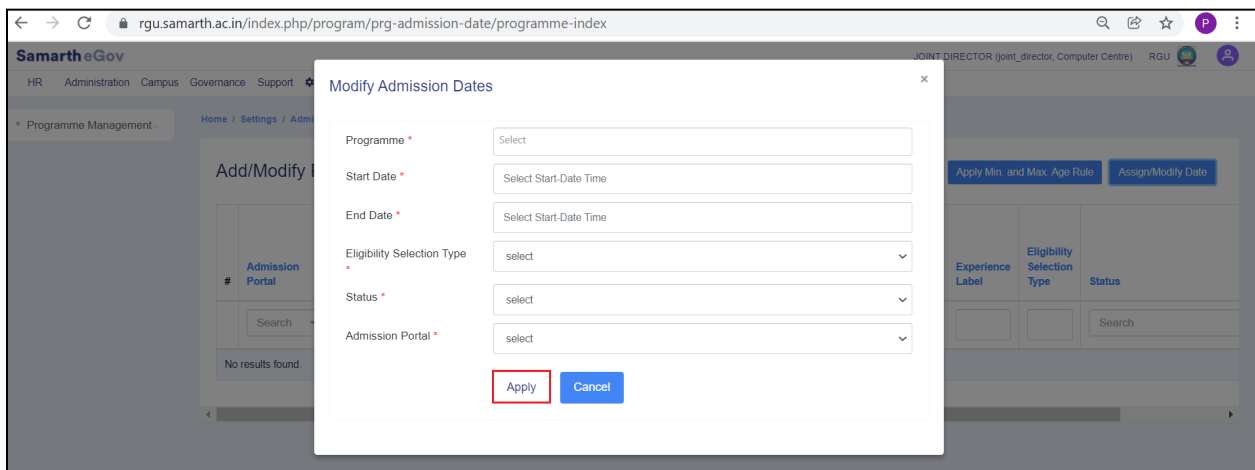 rgu.samarth.ac.in/index.php/program/prg-admission-date/programme-index
P
Samarth eGov
JOINT DIRECTOR (joint_director, Computer Centre) RGU
HR Administration Campus Governance Support
Modify Admission Dates
×
Programme Management
Home / Settings / Admi
Programme *
Select
Add/Modify
Start Date *
Select Start-Date Time
Apply Min. and Max. Age Rule
Assign/Modify Date
End Date *
Select Start-Date Time
Eligibility Selection Type *
select
# Admission Portal
Experience Label
Eligibility Selection Type
Status
Status *
select
Search
Search
Admission Portal *
select
No results found.
Apply
Cancel